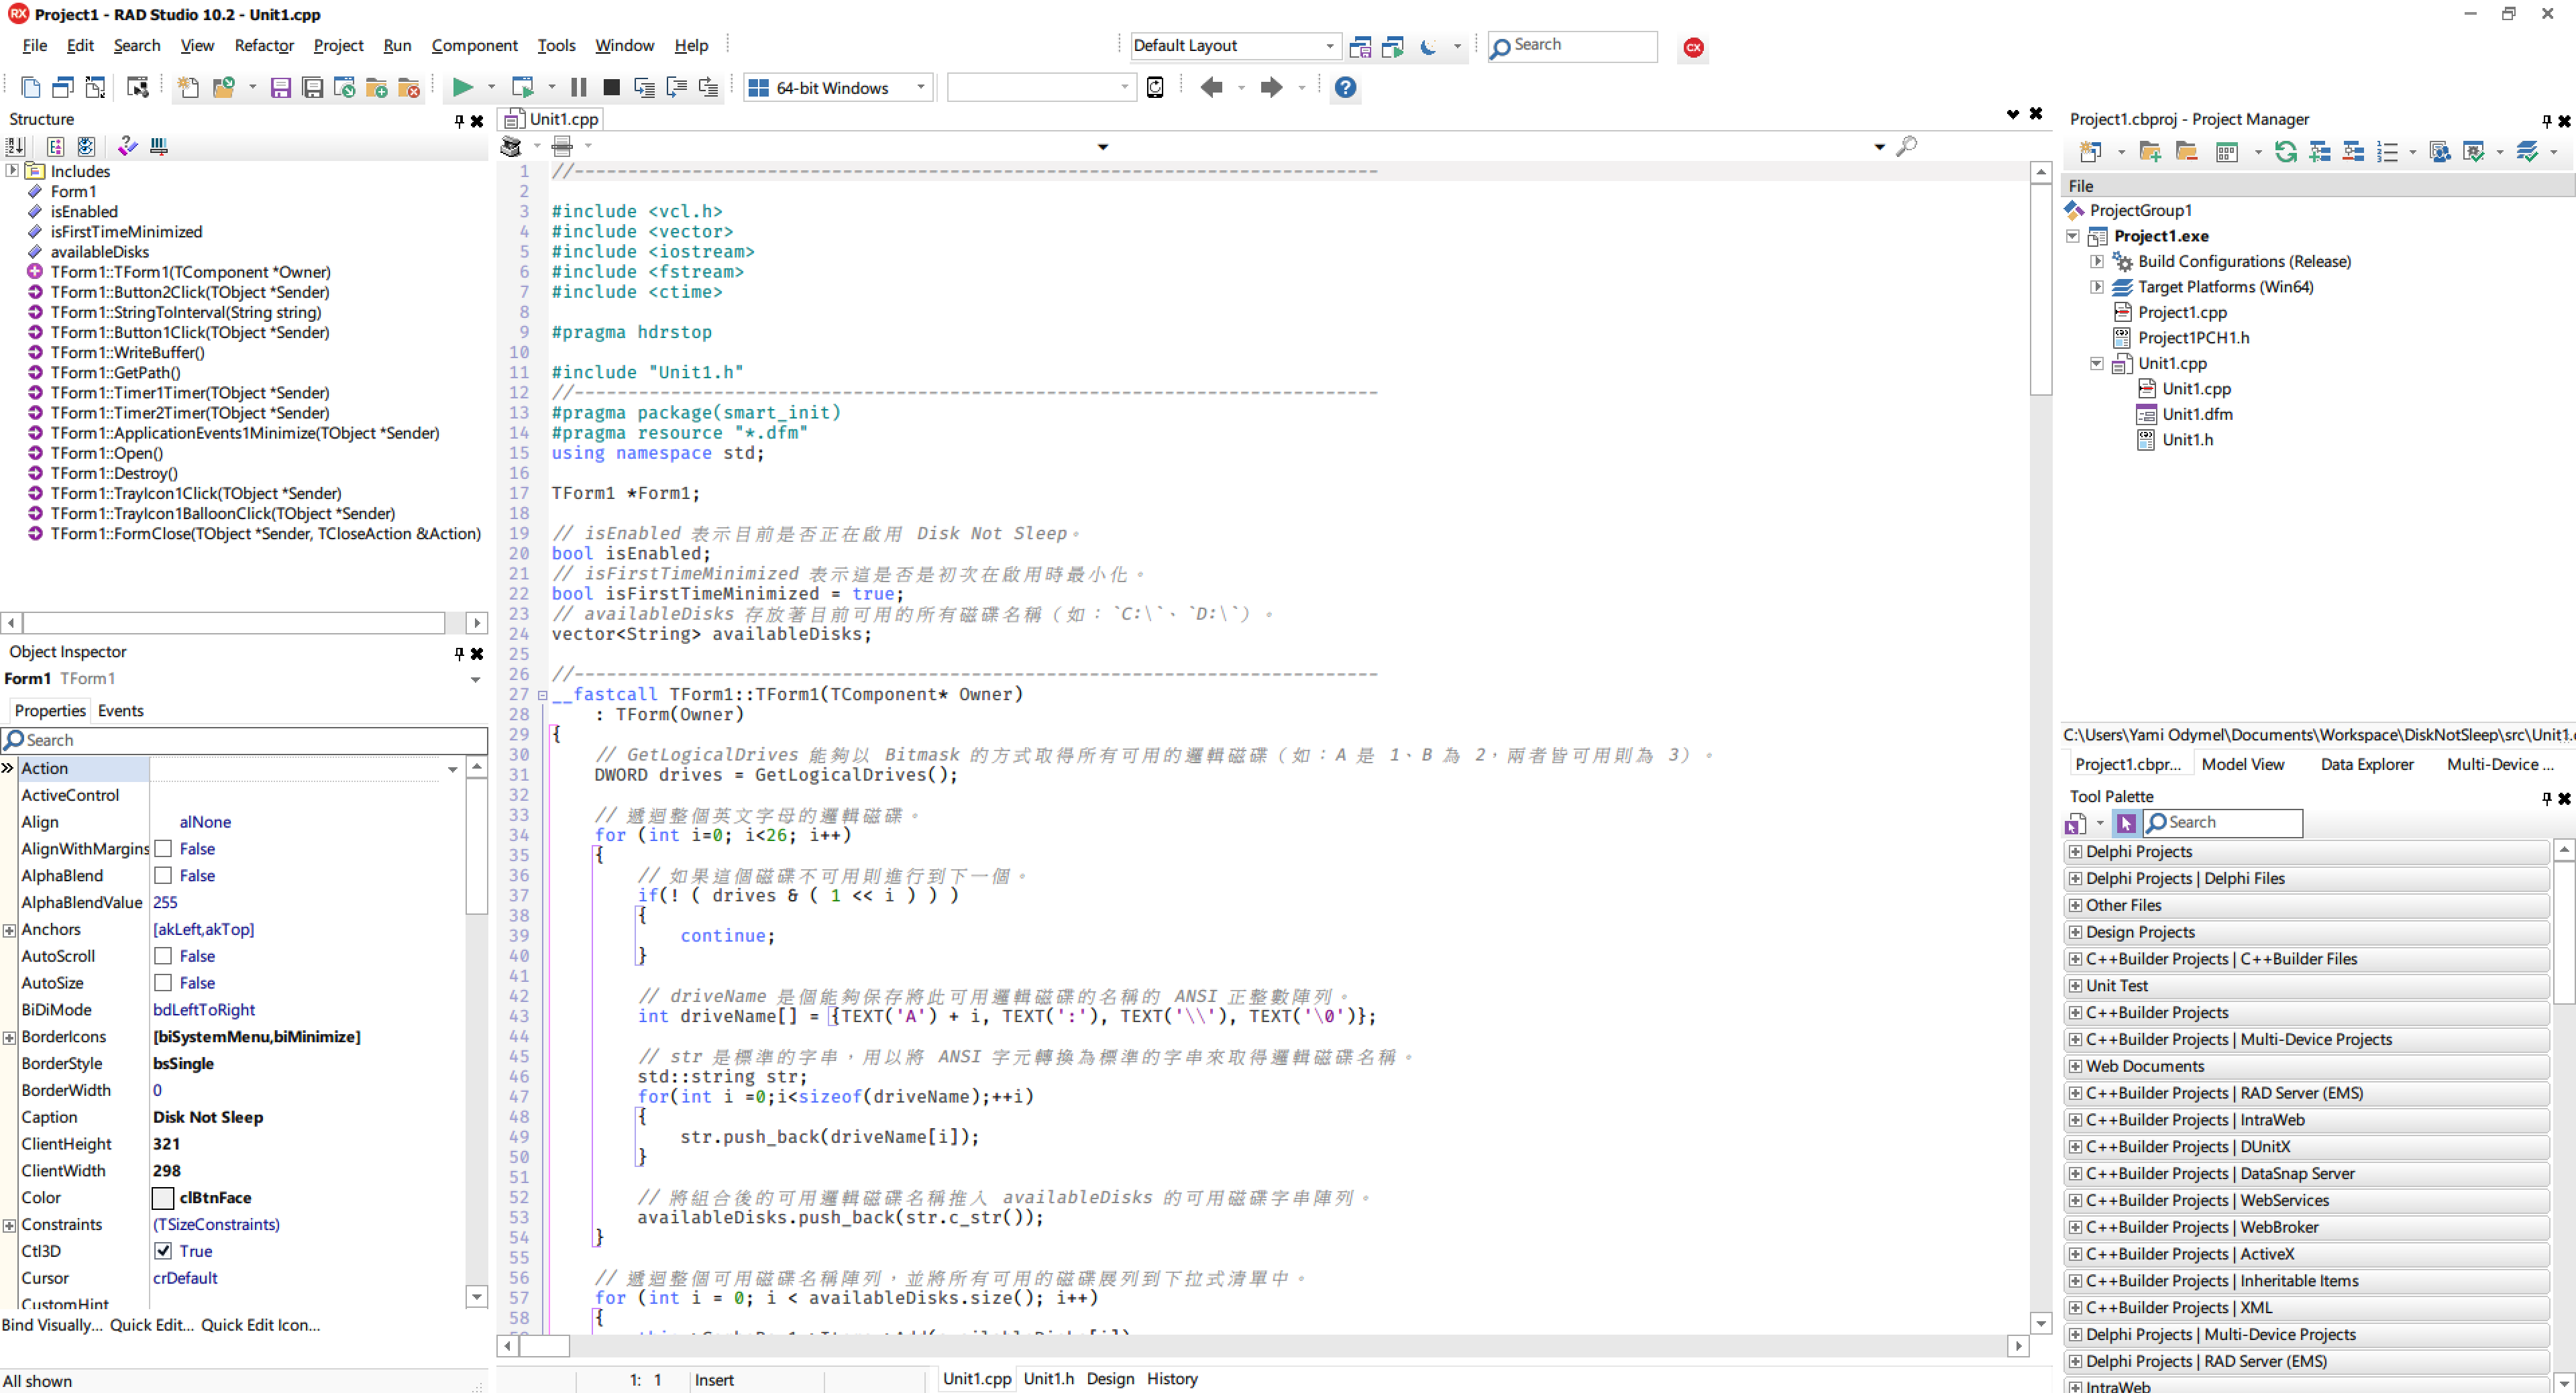 Project1 - RAD Studio 10.2 - Unit1.cpp
File Edit Search View Refactor Project Run Component Tools Window Help
Default Layout
Search
64-bit Windows
Structure
Includes
Form1
isEnabled
isFirstTimeMinimized
availableDisks
TForm1::TForm1(TComponent *Owner)
TForm1::Button2Click(TObject *Sender)
TForm1::StringToInterval(String string)
TForm1::Button1Click(TObject *Sender)
TForm1::WriteBuffer()
TForm1::GetPath()
TForm1::Timer1Timer(TObject *Sender)
TForm1::Timer2Timer(TObject *Sender)
TForm1::ApplicationEvents1Minimize(TObject *Sender)
TForm1::Open()
TForm1::Destroy()
TForm1::TrayIcon1Click(TObject *Sender)
TForm1::TrayIcon1BalloonClick(TObject *Sender)
TForm1::FormClose(TObject *Sender, TCloseAction &Action)
Object Inspector
Form1 TForm1
Properties Events
Search
Action
ActiveControl
Align alNone
AlignWithMargins False
AlphaBlend False
AlphaBlendValue 255
Anchors [akLeft,akTop]
AutoScroll False
AutoSize False
BiDiMode bdLeftToRight
BorderIcons [biSystemMenu,biMinimize]
BorderStyle bsSingle
BorderWidth 0
Caption Disk Not Sleep
ClientHeight 321
ClientWidth 298
Color clBtnFace
Constraints (TSizeConstraints)
Ctl3D True
Cursor crDefault
CustomHint
Bind Visually... Quick Edit... Quick Edit Icon...
All shown
Unit1.cpp
1 //---------------------------------------------------------------------------
2
3 #include <vcl.h>
4 #include <vector>
5 #include <iostream>
6 #include <fstream>
7 #include <ctime>
8
9 #pragma hdrstop
10
11 #include "Unit1.h"
12 //---------------------------------------------------------------------------
13 #pragma package(smart_init)
14 #pragma resource "*.dfm"
15 using namespace std;
16
17 TForm1 *Form1;
18
19 // isEnabled 表示目前是否正在啟用 Disk Not Sleep。
20 bool isEnabled;
21 // isFirstTimeMinimized 表示這是否是初次在啟用時最小化。
22 bool isFirstTimeMinimized = true;
23 // availableDisks 存放著目前可用的所有磁碟名稱（如：`C:\`、`D:\`）。
24 vector<String> availableDisks;
25
26 //---------------------------------------------------------------------------
27 __fastcall TForm1::TForm1(TComponent* Owner)
28 : TForm(Owner)
29 {
30 // GetLogicalDrives 能夠以 Bitmask 的方式取得所有可用的邏輯磁碟（如：A 是 1、B 為 2，兩者皆可用則為 3）。
31 DWORD drives = GetLogicalDrives();
32
33 // 遞迴整個英文字母的邏輯磁碟。
34 for (int i=0; i<26; i++)
35 {
36 // 如果這個磁碟不可用則進行到下一個。
37 if(! ( drives & ( 1 << i ) ) )
38 {
39 continue;
40 }
41
42 // driveName 是個能夠保存將此可用邏輯磁碟的名稱的 ANSI 正整數陣列。
43 int driveName[] = {TEXT('A') + i, TEXT(':'), TEXT('\\'), TEXT('\0')};
44
45 // str 是標準的字串，用以將 ANSI 字元轉換為標準的字串來取得邏輯磁碟名稱。
46 std::string str;
47 for(int i =0;i<sizeof(driveName);++i)
48 {
49 str.push_back(driveName[i]);
50 }
51
52 // 將組合後的可用邏輯磁碟名稱推入 availableDisks 的可用磁碟字串陣列。
53 availableDisks.push_back(str.c_str());
54 }
55
56 // 遞迴整個可用磁碟名稱陣列，並將所有可用的磁碟展列到下拉式清單中。
57 for (int i = 0; i < availableDisks.size(); i++)
58 {
1: 1 Insert
Unit1.cpp Unit1.h Design History
Project1.cbproj - Project Manager
File
ProjectGroup1
Project1.exe
Build Configurations (Release)
Target Platforms (Win64)
Project1.cpp
Project1PCH1.h
Unit1.cpp
Unit1.cpp
Unit1.dfm
Unit1.h
C:\Users\Yami Odymel\Documents\Workspace\DiskNotSleep\src\Unit1.
Project1.cbpr... Model View Data Explorer Multi-Device ...
Tool Palette
Search
Delphi Projects
Delphi Projects | Delphi Files
Other Files
Design Projects
C++Builder Projects | C++Builder Files
Unit Test
C++Builder Projects
C++Builder Projects | Multi-Device Projects
Web Documents
C++Builder Projects | RAD Server (EMS)
C++Builder Projects | IntraWeb
C++Builder Projects | DUnitX
C++Builder Projects | DataSnap Server
C++Builder Projects | WebServices
C++Builder Projects | WebBroker
C++Builder Projects | ActiveX
C++Builder Projects | Inheritable Items
C++Builder Projects | XML
Delphi Projects | Multi-Device Projects
Delphi Projects | RAD Server (EMS)
IntraWeb